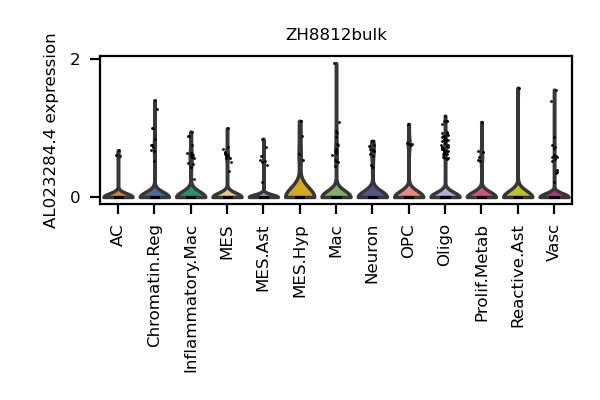 ZH8812bulk
AL023284.4 expression
2
0
AC
Chromatin.Reg
Inflammatory.Mac
MES
MES.Ast
MES.Hyp
Mac
Neuron
OPC
Oligo
Prolif.Metab
Reactive.Ast
Vasc